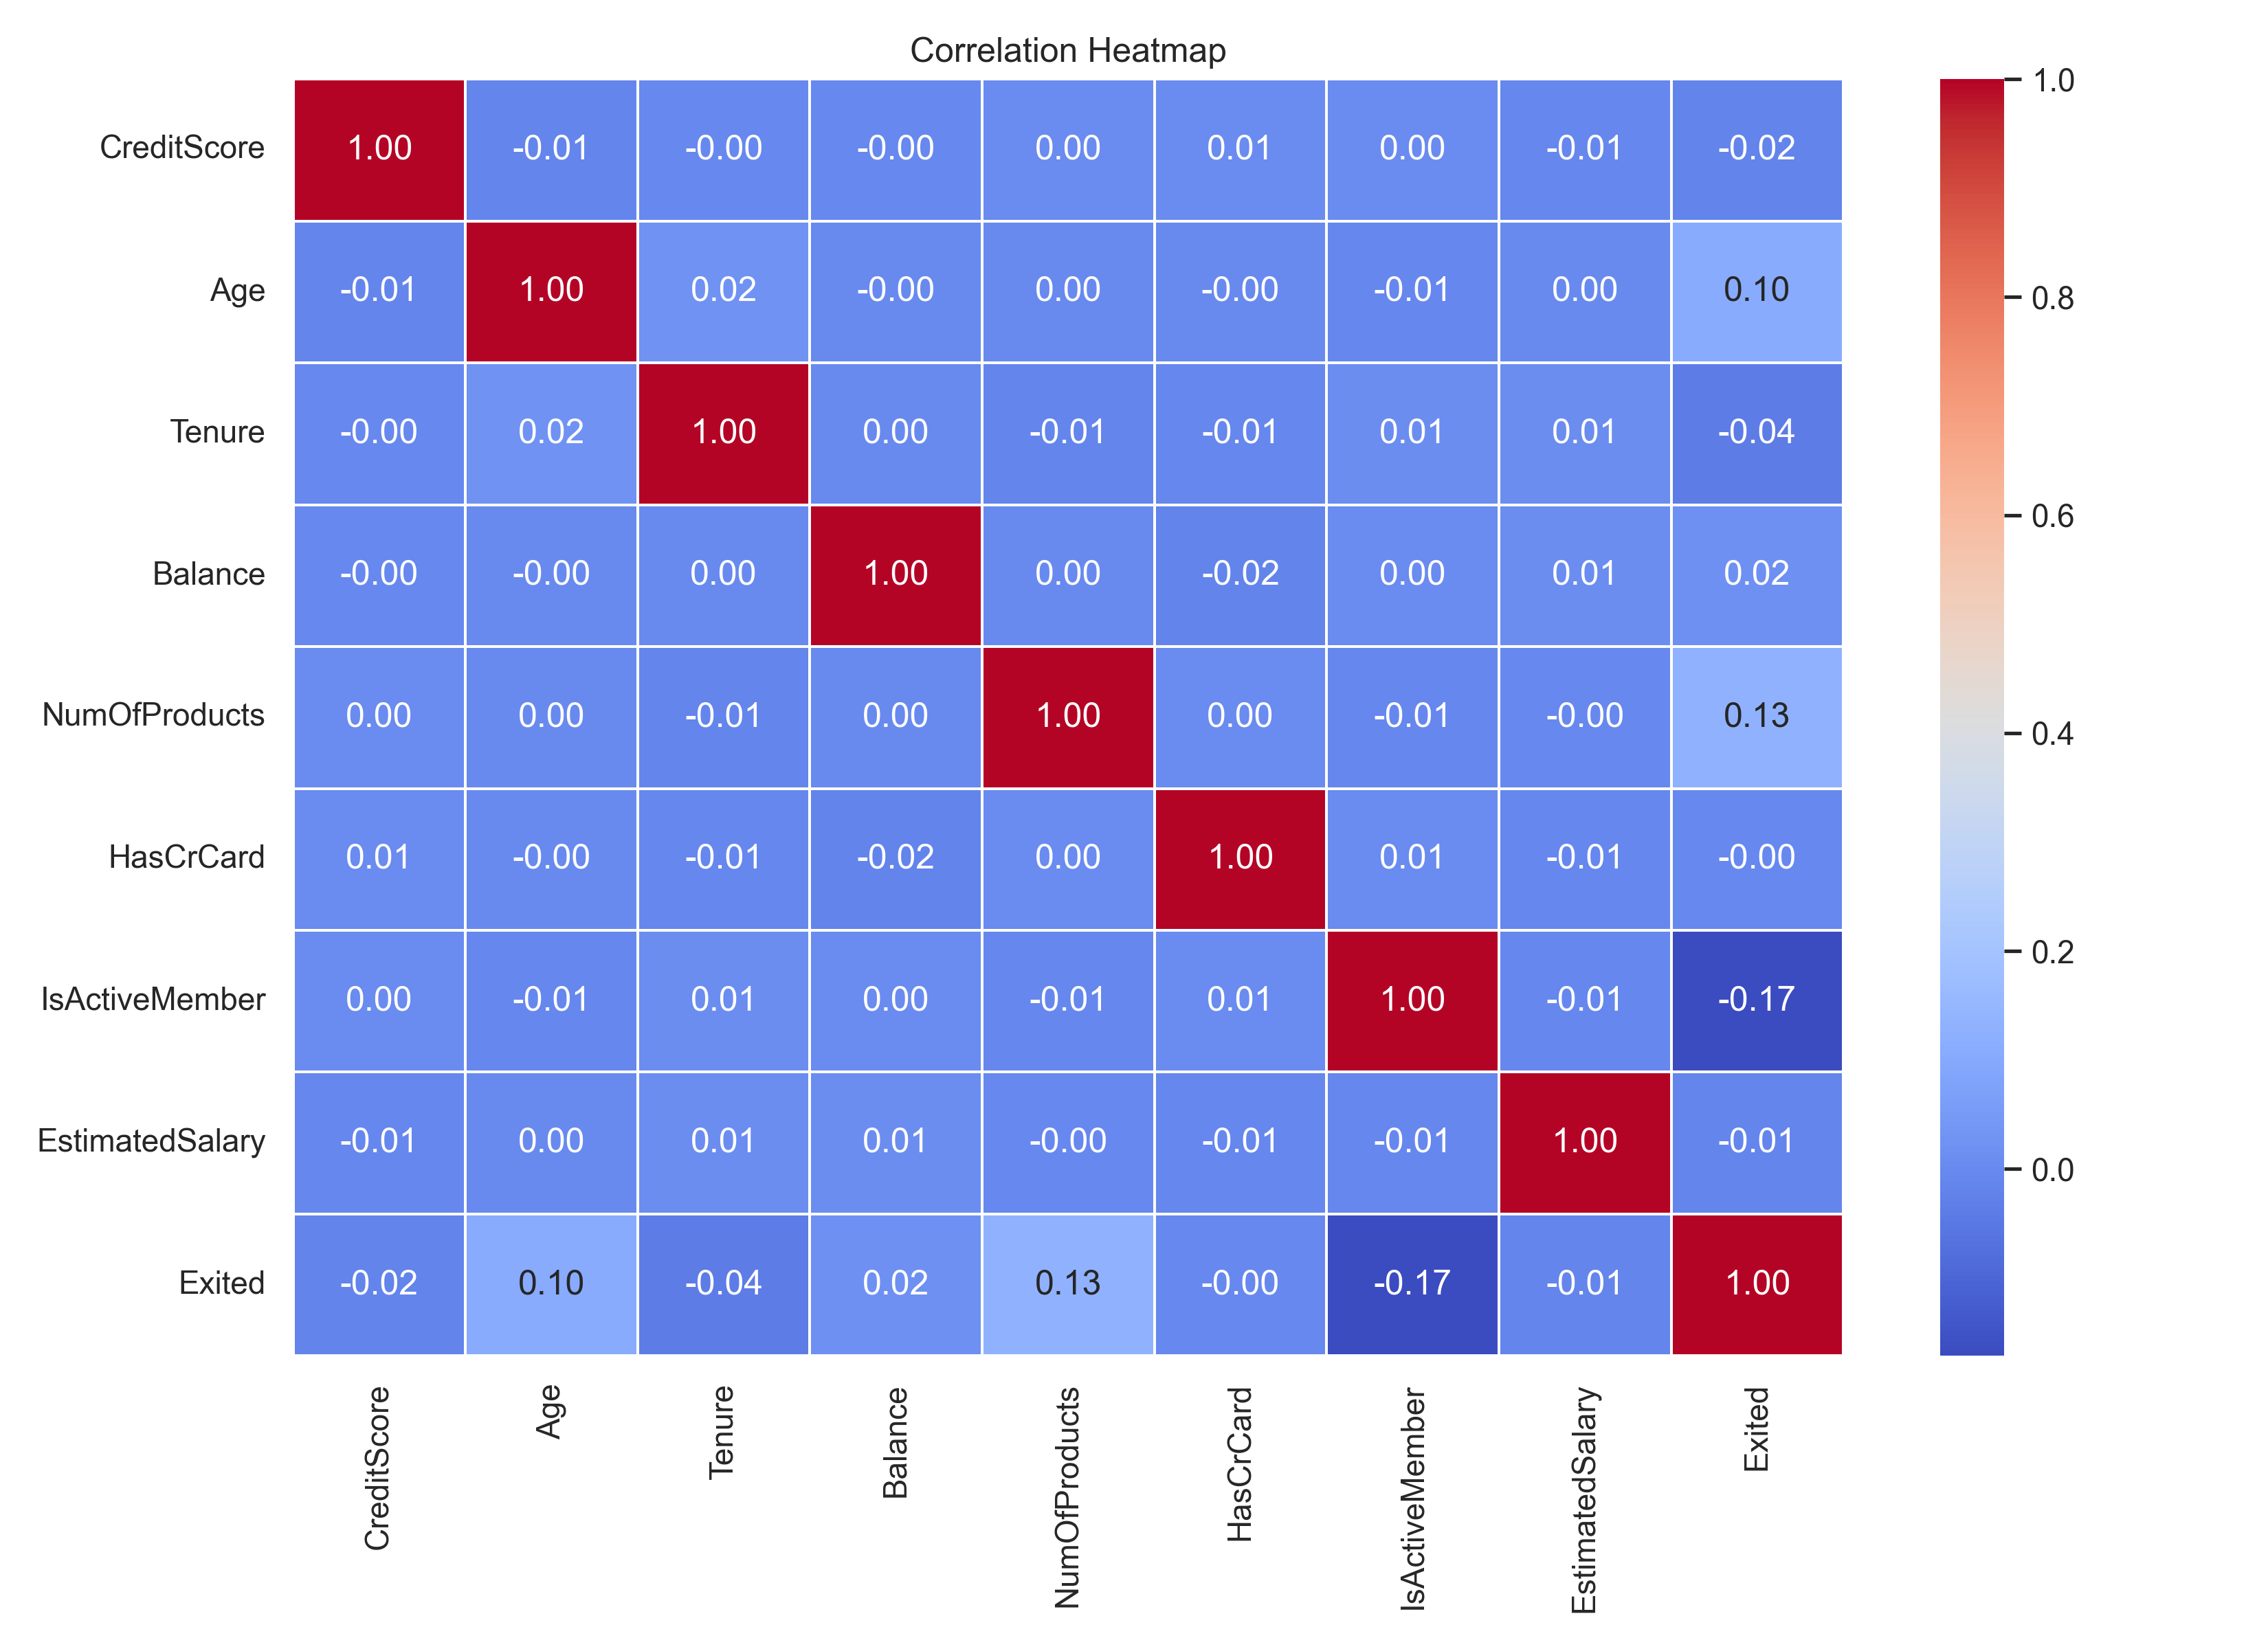 Correlation Heatmap
CreditScore 1.00 -0.01 -0.00 -0.00 0.00 0.01 0.00 -0.01 -0.02
Age -0.01 1.00 0.02 -0.00 0.00 -0.00 -0.01 0.00 0.10
Tenure -0.00 0.02 1.00 0.00 -0.01 -0.01 0.01 0.01 -0.04
Balance -0.00 -0.00 0.00 1.00 0.00 -0.02 0.00 0.01 0.02
NumOfProducts 0.00 0.00 -0.01 0.00 1.00 0.00 -0.01 -0.00 0.13
HasCrCard 0.01 -0.00 -0.01 -0.02 0.00 1.00 0.01 -0.01 -0.00
IsActiveMember 0.00 -0.01 0.01 0.00 -0.01 0.01 1.00 -0.01 -0.17
EstimatedSalary -0.01 0.00 0.01 0.01 -0.00 -0.01 -0.01 1.00 -0.01
Exited -0.02 0.10 -0.04 0.02 0.13 -0.00 -0.17 -0.01 1.00
CreditScore Age Tenure Balance NumOfProducts HasCrCard IsActiveMember EstimatedSalary Exited
1.0
0.8
0.6
0.4
0.2
0.0